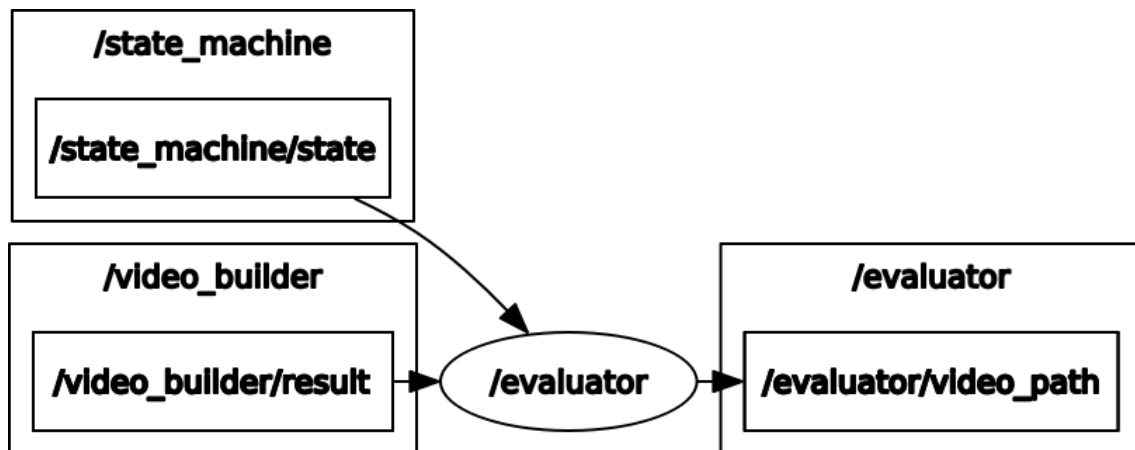 /state_machine
/state_machine/state
/video_builder
/video_builder/result
/evaluator
/evaluator
/evaluator/video_path